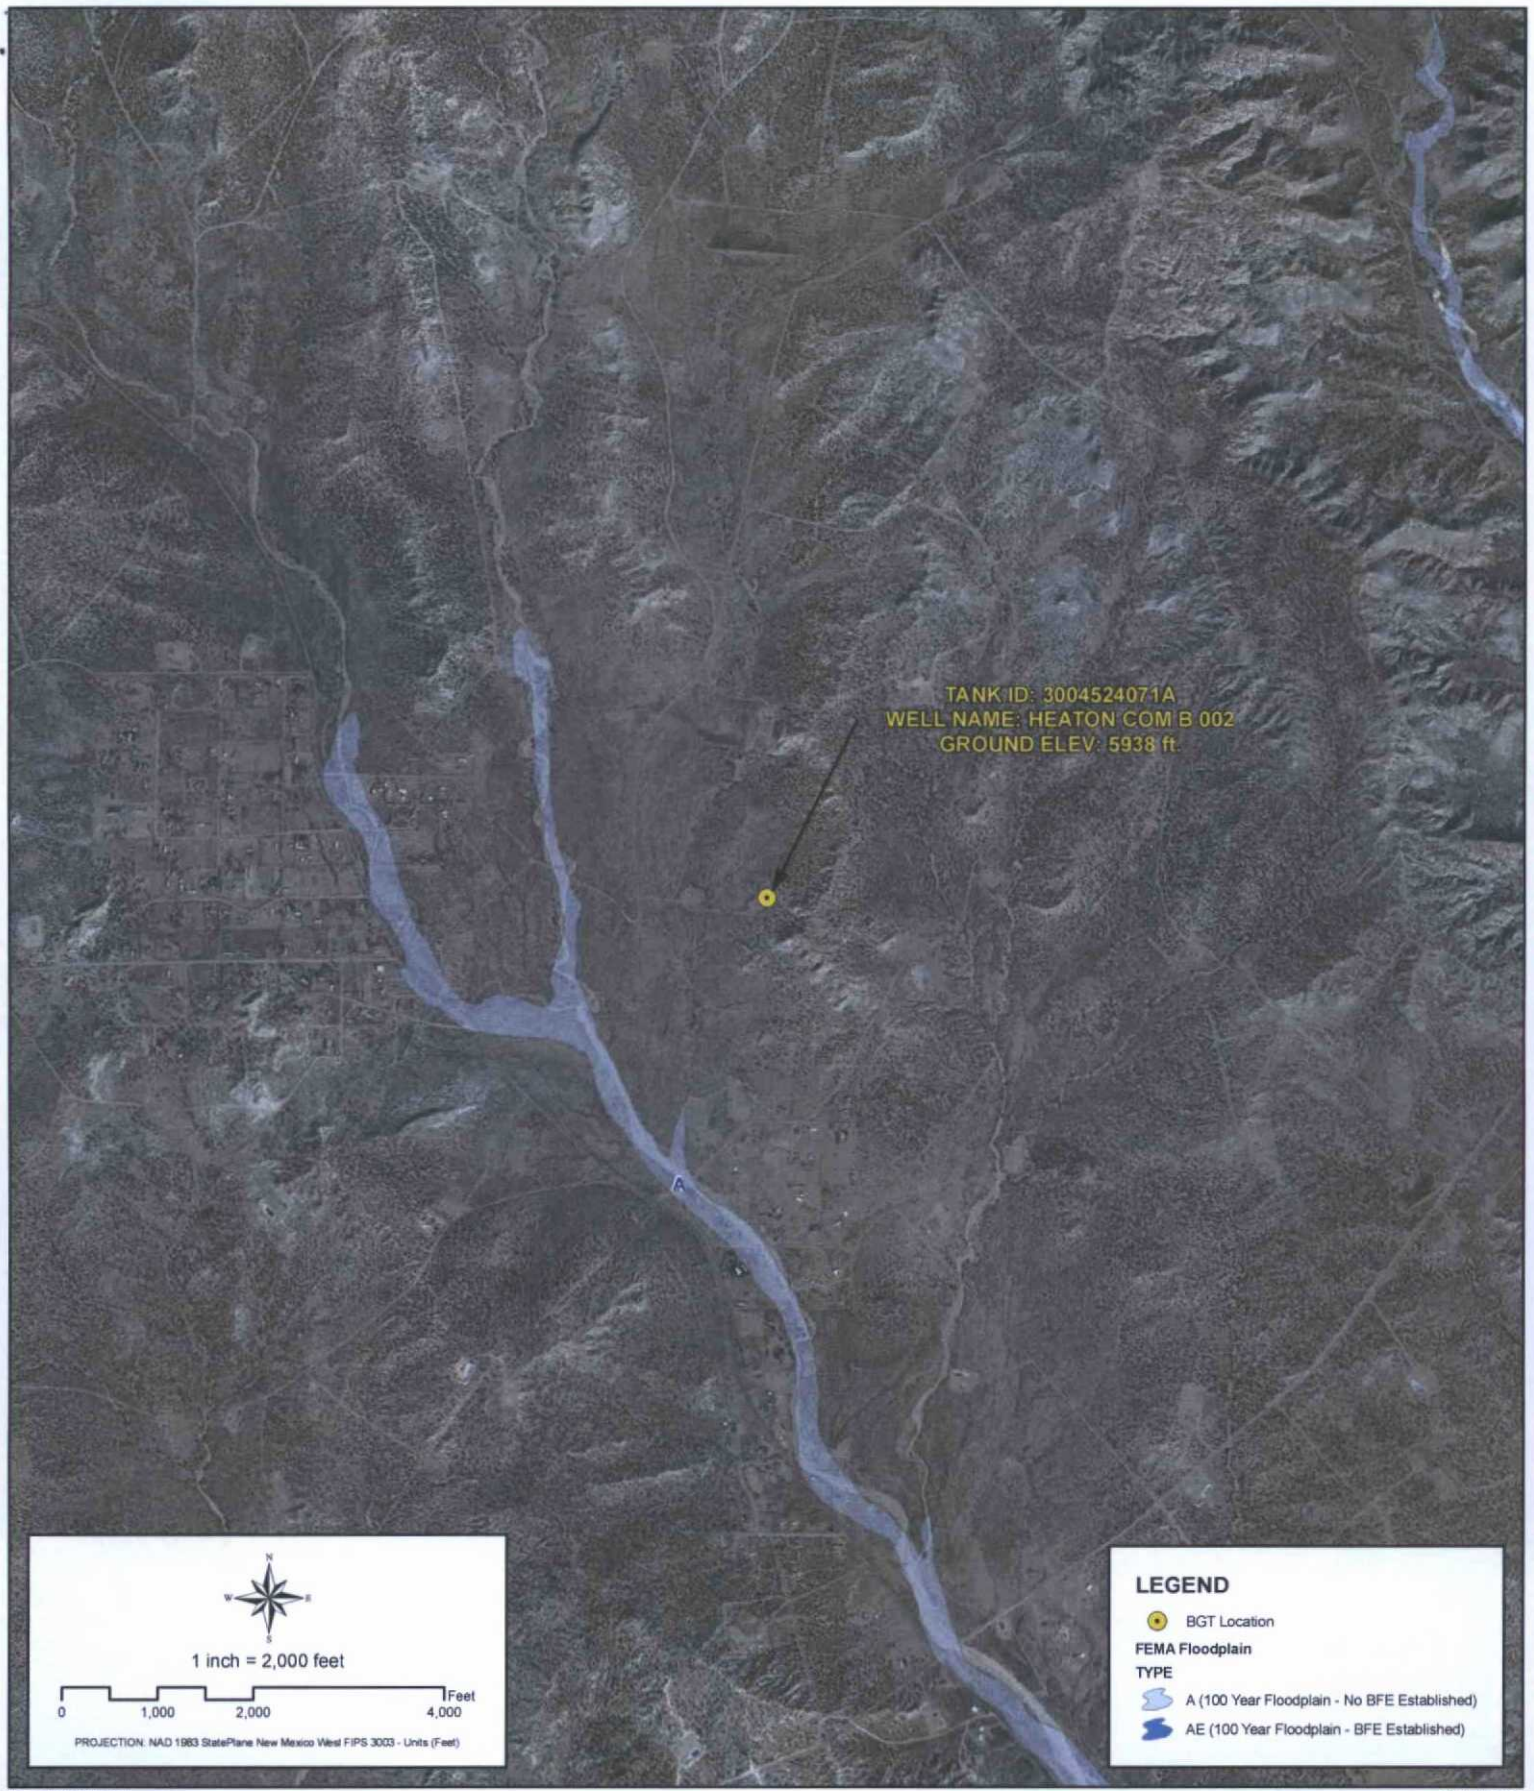 TANK ID: 3004524071A
WELL NAME: HEATON COM B 002
GROUND ELEV: 5938 ft.
A
N
W
E
S
1 inch = 2,000 feet
Feet
0 1,000 2,000 4,000
PROJECTION: NAD 1983 StatePlane New Mexico West FIPS 3003 - Units (Feet)
LEGEND
BGT Location
FEMA Floodplain
TYPE
A (100 Year Floodplain - No BFE Established)
AE (100 Year Floodplain - BFE Established)